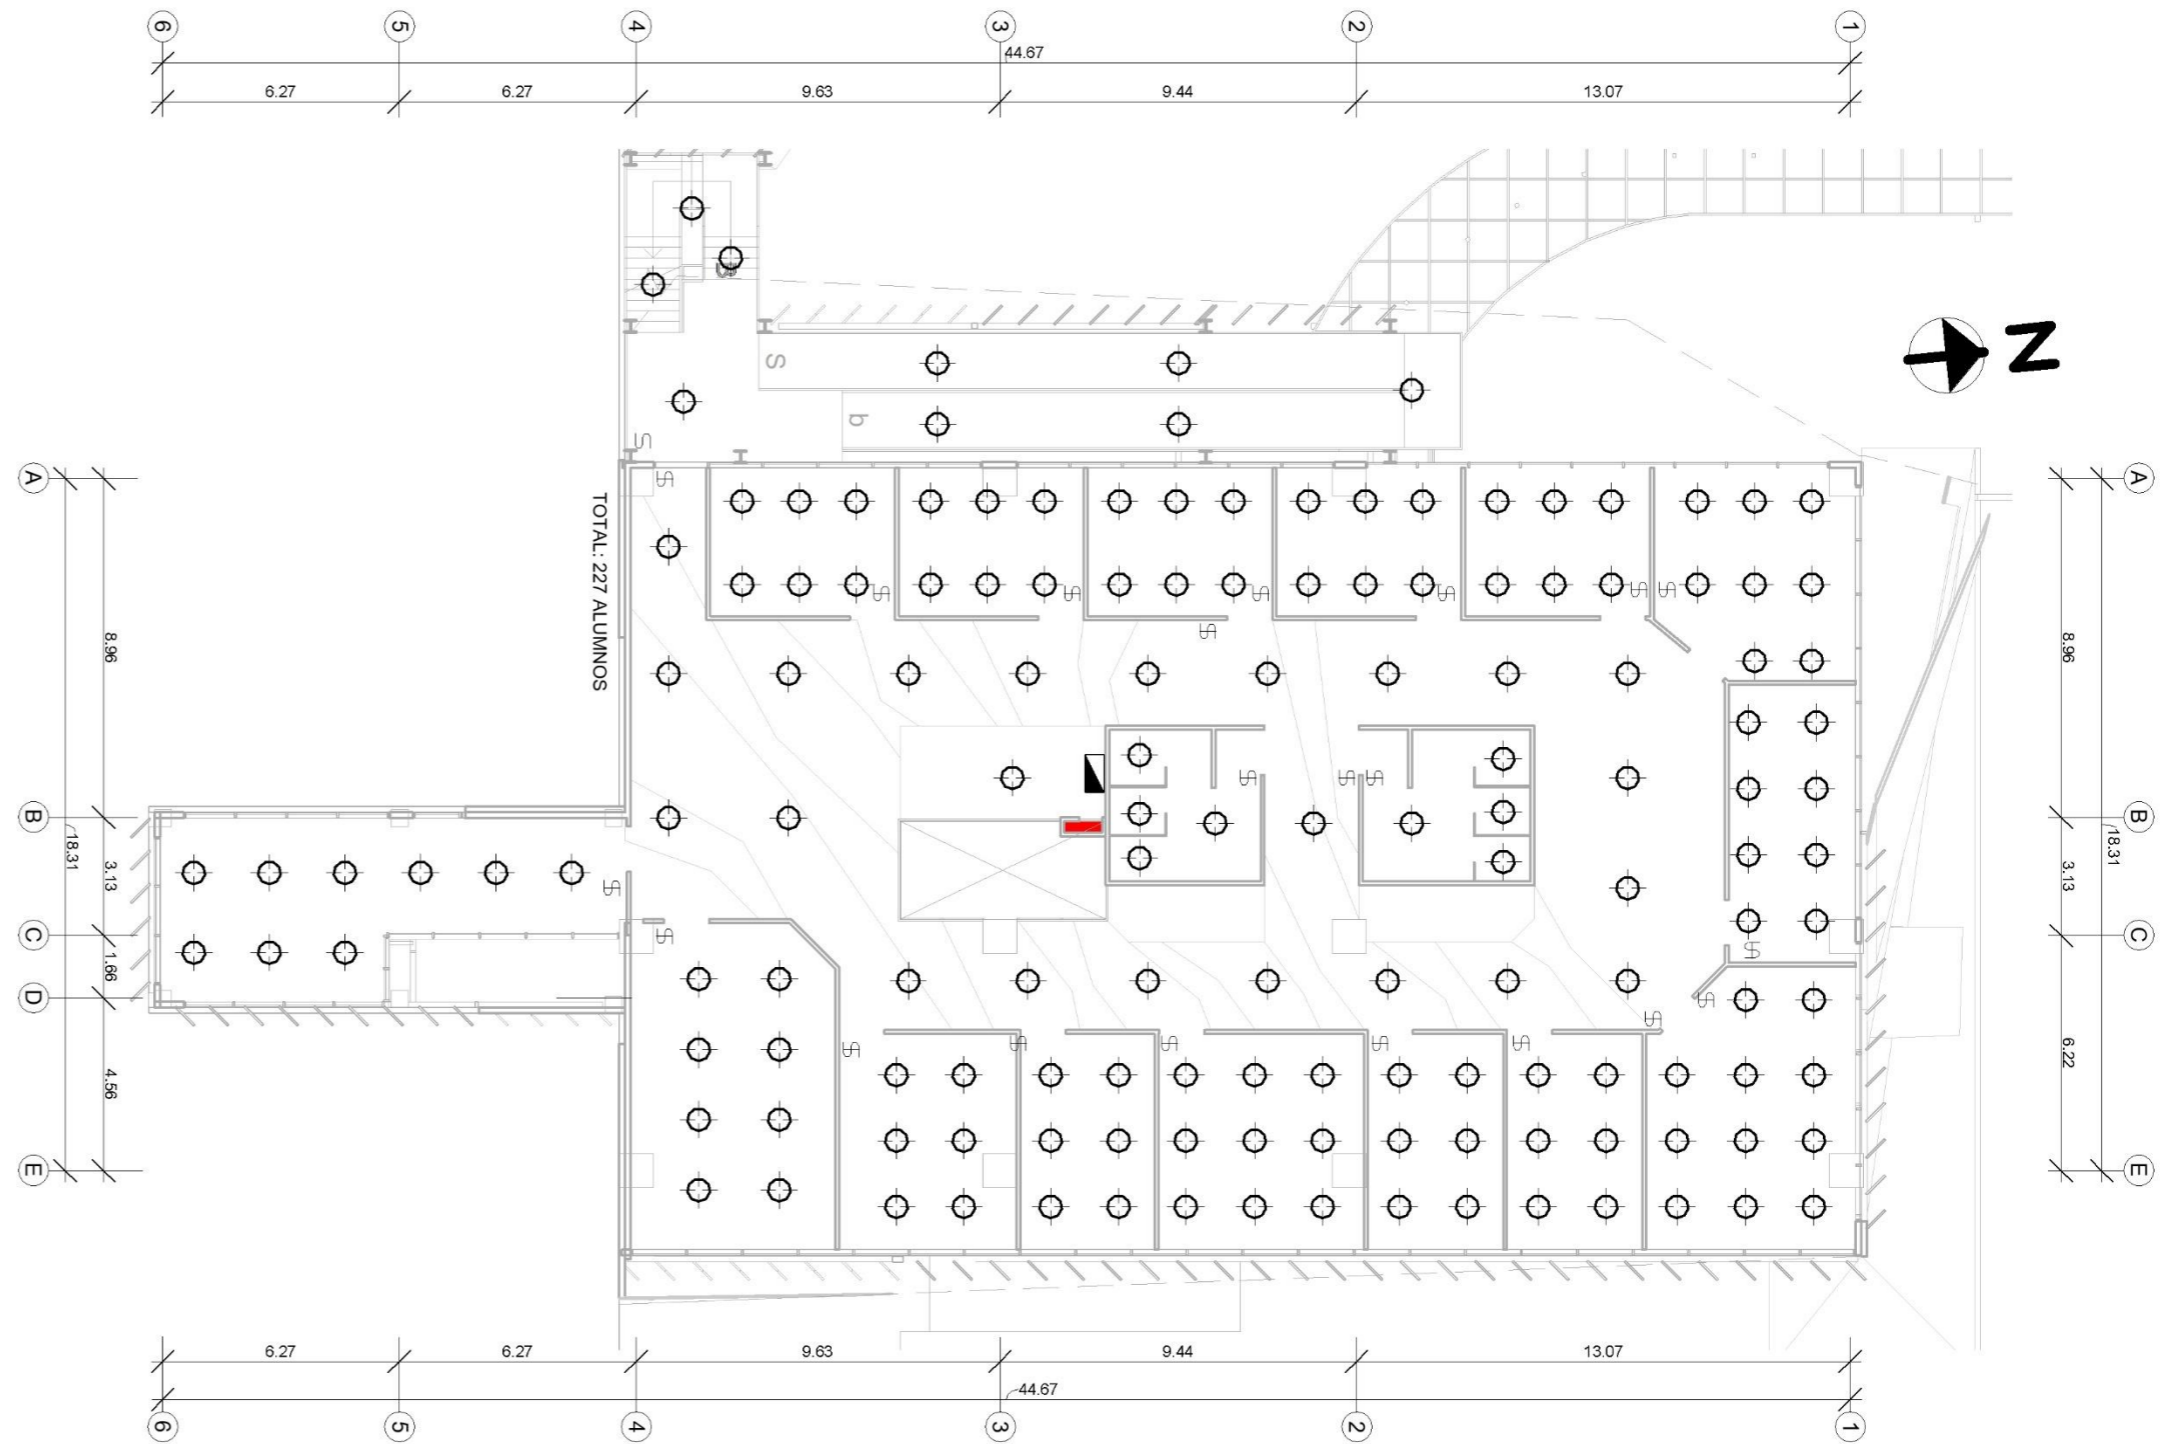 6 5 4 3 2 1
44.67
6.27 6.27 9.63 9.44 13.07
N
S
b
A A
TOTAL: 227 ALUMNOS
8.96 8.96
B B
18.31 18.31
3.13 3.13
C C
1.66
D
4.56 6.22
E E
6.27 6.27 9.63 9.44 13.07
44.67
6 5 4 3 2 1